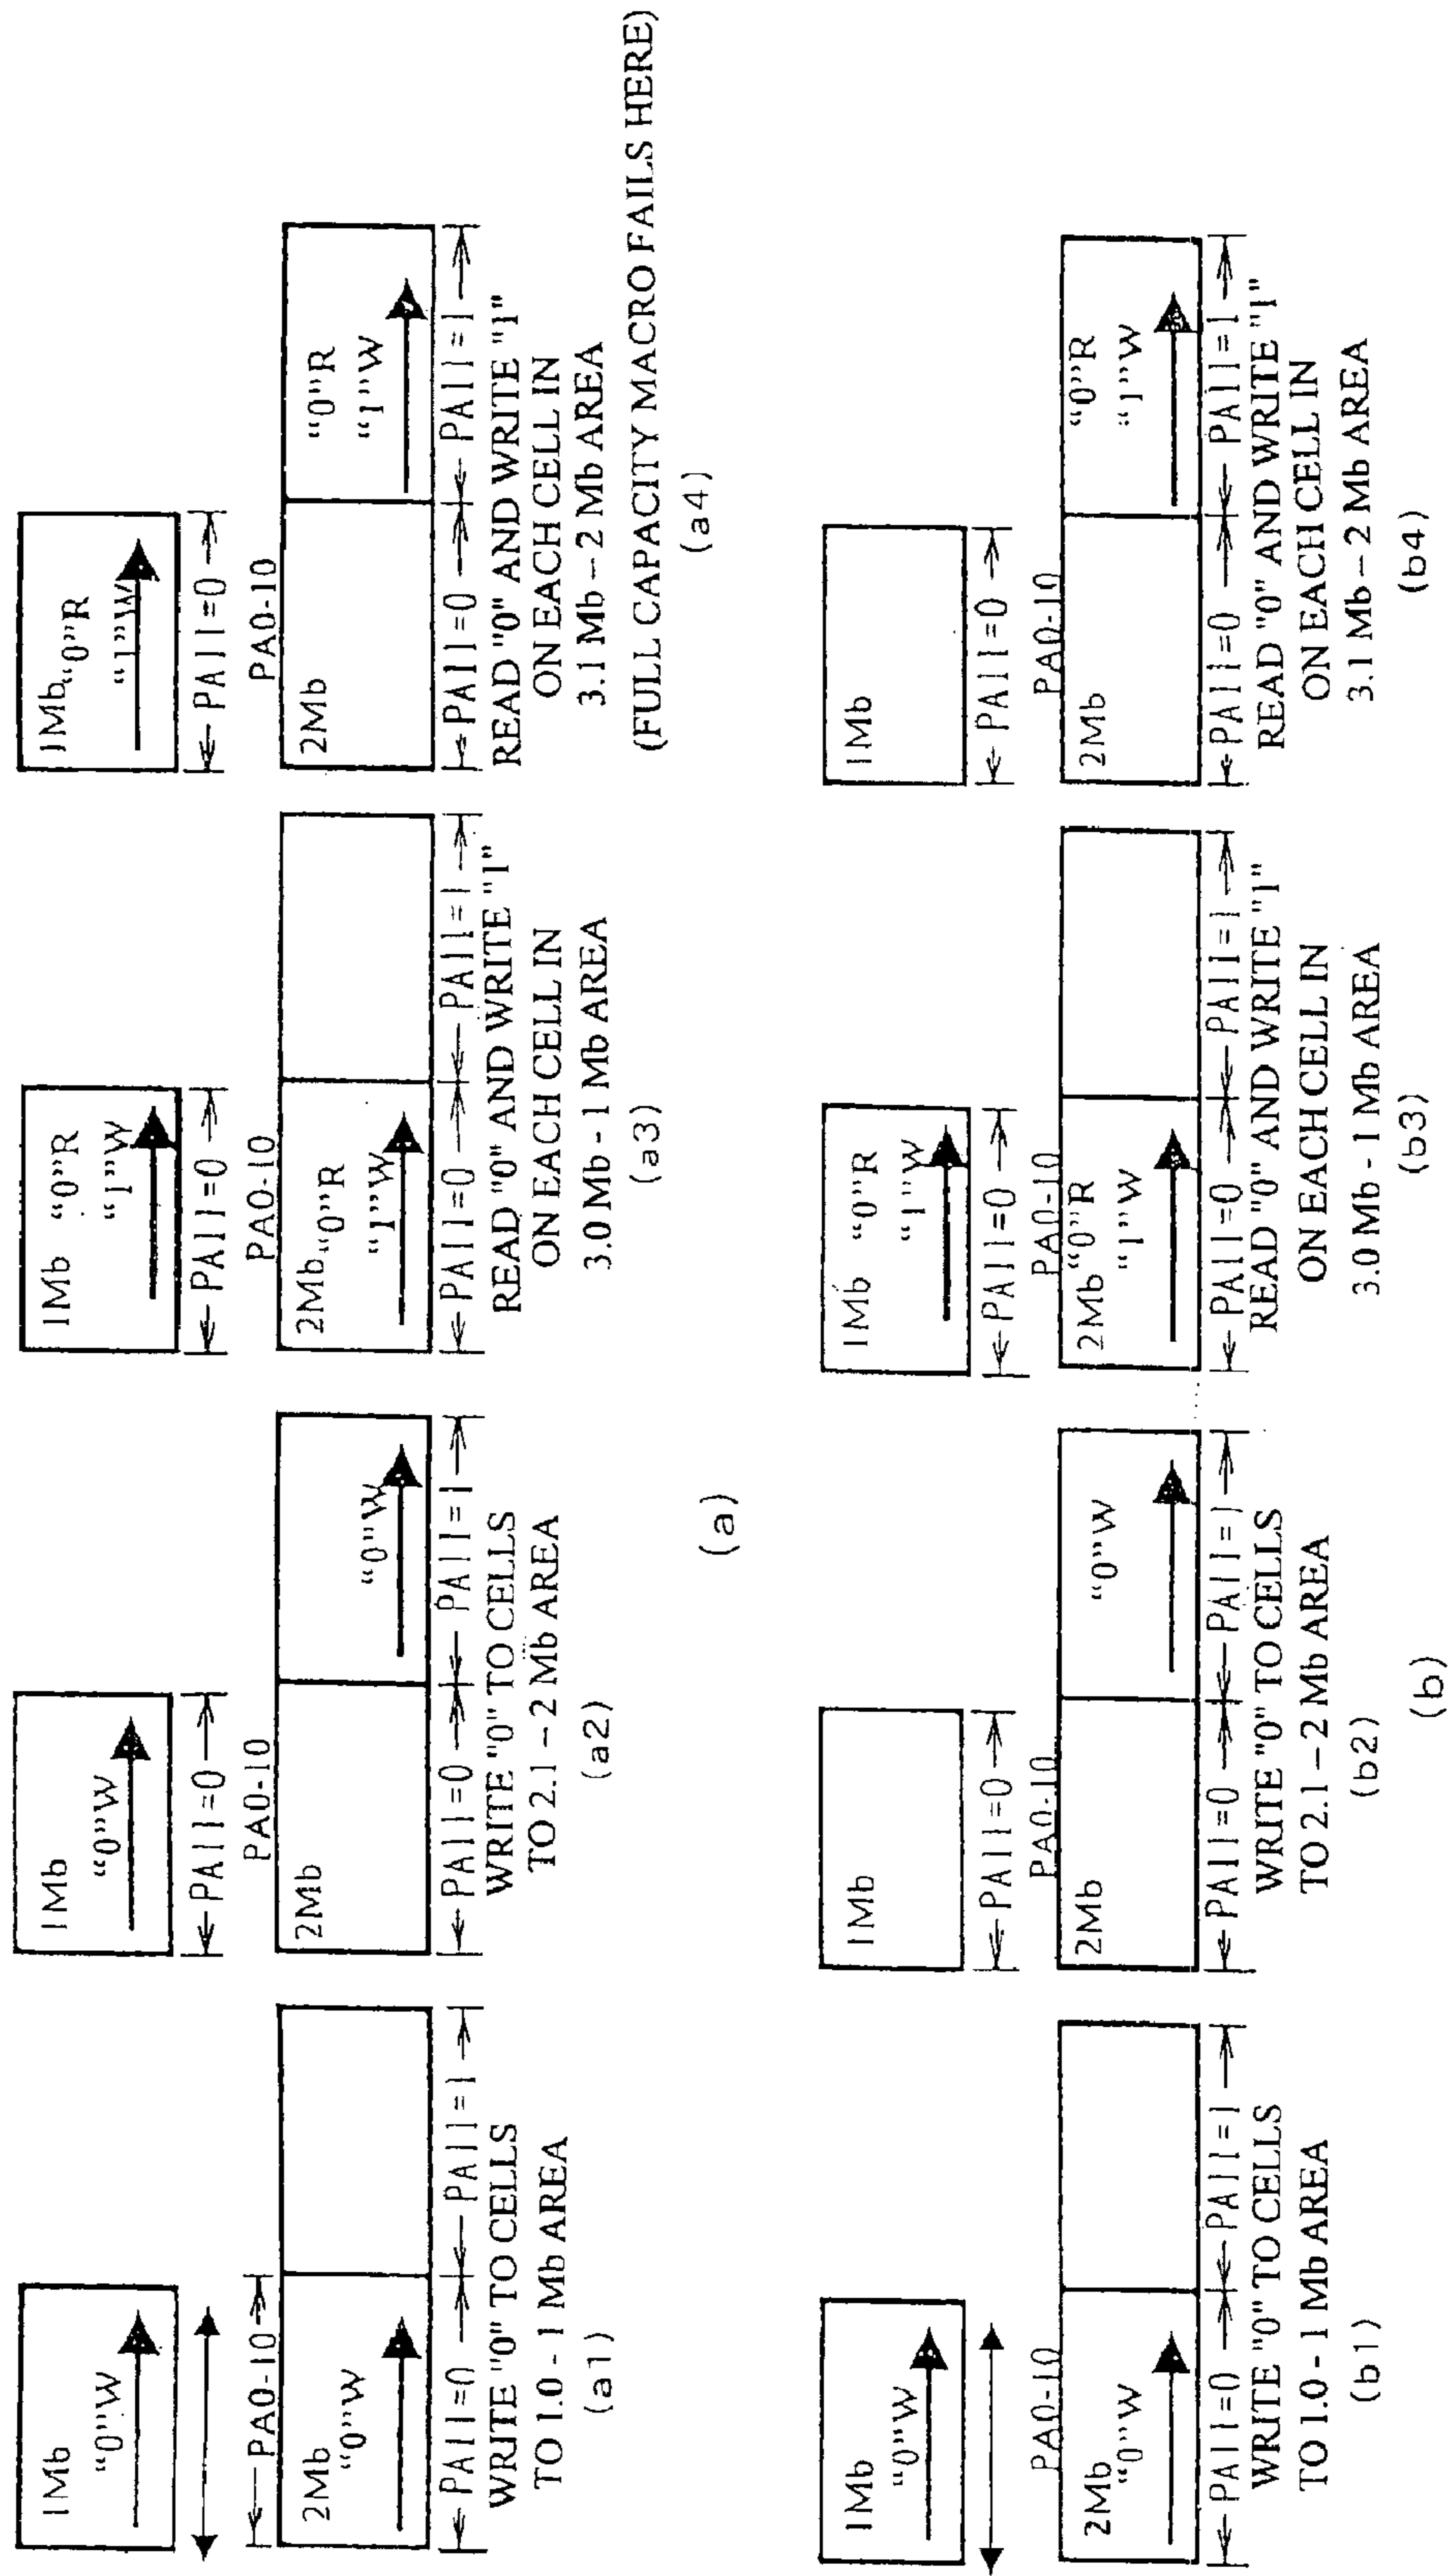 1Mb
“0”W
PA0-10
2Mb
“0”W
PA11=0
PA11=1
WRITE "0" TO CELLS
TO 1.0 - 1 Mb AREA
(a1)
1Mb
“0”W
PA11=0
PA0-10
2Mb
“0”W
PA11=0
PA11=1
WRITE "0" TO CELLS
TO 2.1 – 2 Mb AREA
(a2)
1Mb “0”R
“1”W
PA11=0
PA0-10
2Mb “0”R
“1”W
PA11=0
PA11=1
READ "0" AND WRITE "1"
ON EACH CELL IN
3.0 Mb - 1 Mb AREA
(a3)
1Mb “0”R
“1”W
PA11=0
PA0-10
2Mb
“0”R
“1”W
PA11=0
PA11=1
READ "0" AND WRITE "1"
ON EACH CELL IN
3.1 Mb – 2 Mb AREA
(FULL CAPACITY MACRO FAILS HERE)
(a4)
(a)
1Mb
“0”W
PA0-10
2Mb
“0”W
PA11=0
PA11=1
WRITE "0" TO CELLS
TO 1.0 - 1 Mb AREA
(b1)
1Mb
PA11=0
PA0-10
2Mb
“0”W
PA11=0
PA11=1
WRITE "0" TO CELLS
TO 2.1 – 2 Mb AREA
(b2)
1Mb “0”R
“1”W
PA11=0
PA0-10
2Mb “0”R
“1”W
PA11=0
PA11=1
READ "0" AND WRITE "1"
ON EACH CELL IN
3.0 Mb - 1 Mb AREA
(b3)
1Mb
PA11=0
PA0-10
2Mb
“0”R
“1”W
PA11=0
PA11=1
READ "0" AND WRITE "1"
ON EACH CELL IN
3.1 Mb – 2 Mb AREA
(b4)
(b)